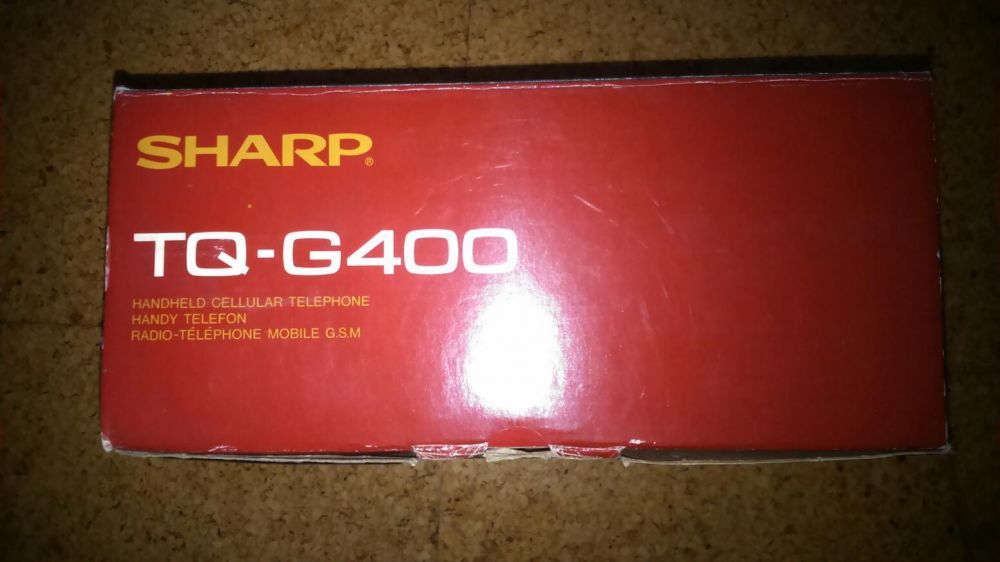 SHARP®
TQ-G400
HANDHELD CELLULAR TELEPHONE
HANDY TELEFON
RADIO-TÉLÉPHONE MOBILE G.S.M